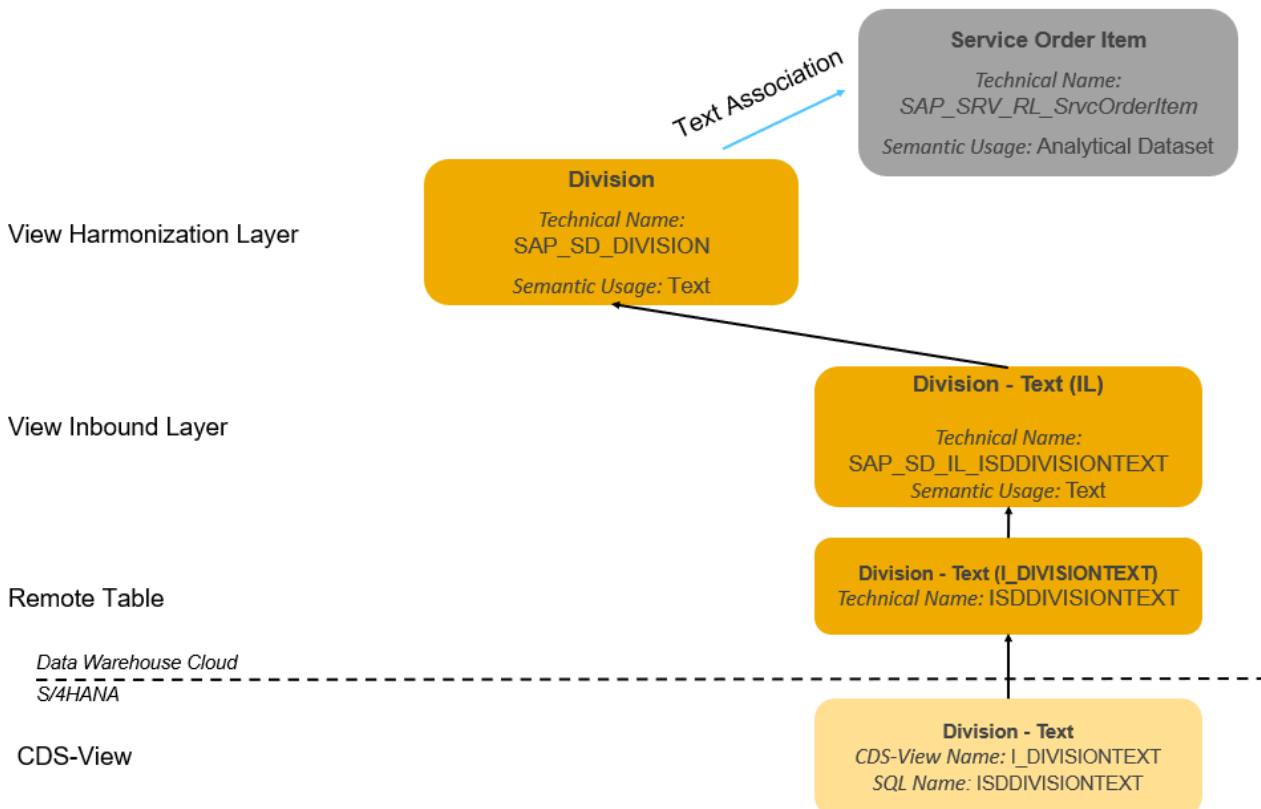 Service Order Item
Technical Name:
SAP_SRV_RL_SrvcOrderItem
Semantic Usage: Analytical Dataset
Text Association
Division
Technical Name:
SAP_SD_DIVISION
Semantic Usage: Text
View Harmonization Layer
Division - Text (IL)
Technical Name:
SAP_SD_IL_ISDDIVISIONTEXT
Semantic Usage: Text
View Inbound Layer
Division - Text (I_DIVISIONTEXT)
Technical Name: ISDDIVISIONTEXT
Remote Table
Data Warehouse Cloud
S/4HANA
Division - Text
CDS-View Name: I_DIVISIONTEXT
SQL Name: ISDDIVISIONTEXT
CDS-View